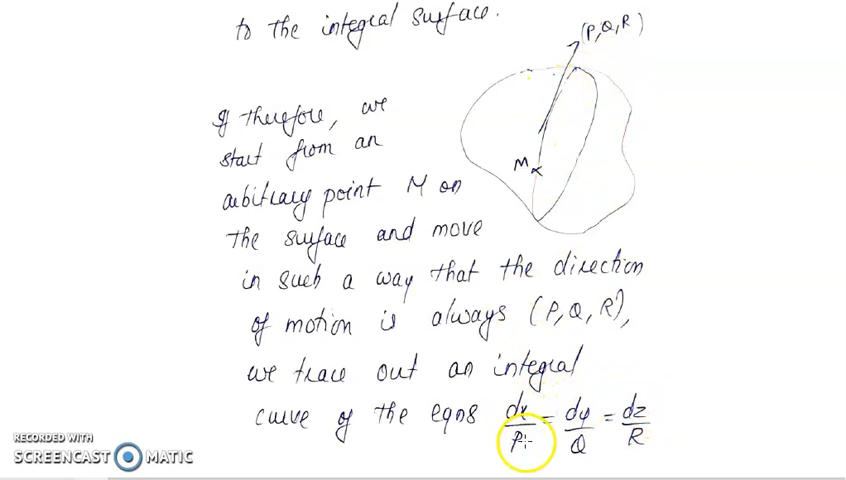 to the integral surface.
(P, Q, R)
If therefore, we
start from an
M
arbitrary point M on
the surface and move
in such a way that the direction
of motion is always (P, Q, R),
we trace out an integral
curve of the eqns dx/P = dy/Q = dz/R
RECORDED WITH
SCREENCAST MATIC